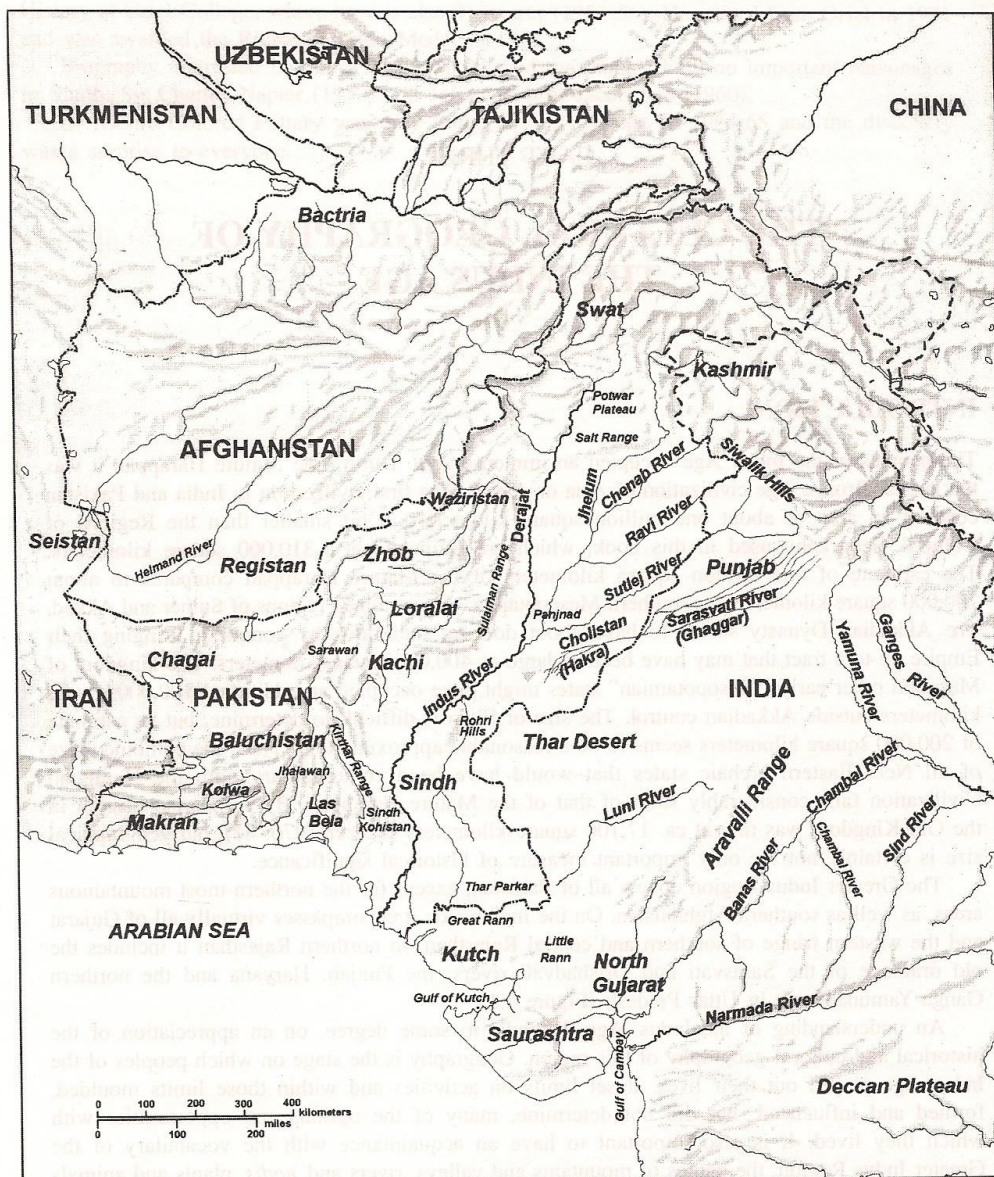 UZBEKISTAN
TURKMENISTAN
TAJIKISTAN
CHINA
Bactria
Swat
Kashmir
Potwar
Plateau
Salt Range
AFGHANISTAN
Jhelum
Chenab River
Siwalik Hills
Waziristan
Derajat
Ravi River
Seistan
Helmand River
Registan
Zhob
Sulaiman Range
Sutlej River
Punjab
Loralai
Panjnad
Cholistan
(Hakra)
Sarasvati River
(Ghaggar)
Yamuna River
Ganges River
Sarawan
Kachi
Chagai
Indus River
IRAN
PAKISTAN
INDIA
Rohri
Hills
Thar Desert
Baluchistan
Kirthar Range
Jhalawan
Kolwa
Sindh
Luni River
Aravalli Range
Chambal River
Sind River
Makran
Las
Bela
Sindh
Kohistan
Chambal River
Banas River
Thar Parkar
Great Rann
ARABIAN SEA
Kutch
Little
Rann
North
Gujarat
Gulf of Kutch
Narmada River
Saurashtra
Gulf of Cambay
Deccan Plateau
0 100 200 300 400
kilometers
0 100 200
miles